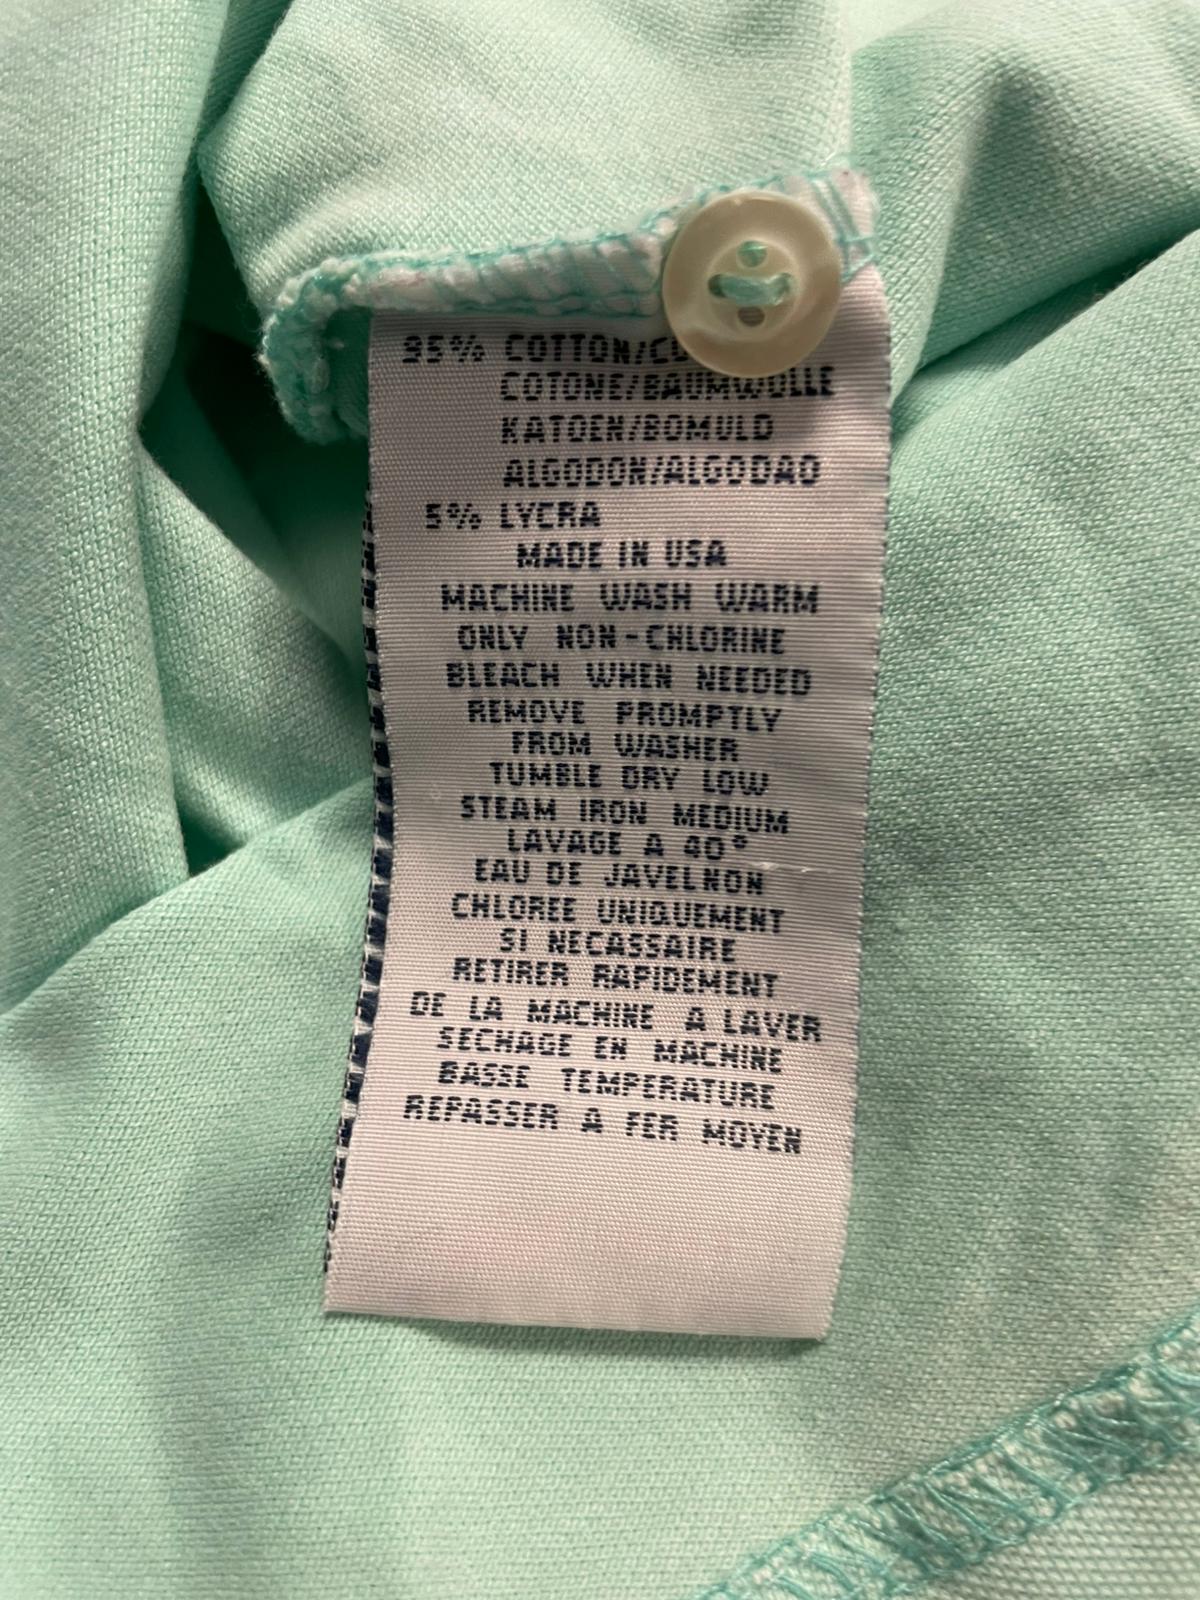 95% COTTON/
COTONE/BAUMWOLLE
KATOEN/BOMULD
ALGODON/ALGODAO
5% LYCRA
MADE IN USA
MACHINE WASH WARM
ONLY NON-CHLORINE
BLEACH WHEN NEEDED
REMOVE PROMPTLY
FROM WASHER
TUMBLE DRY LOW
STEAM IRON MEDIUM
LAVAGE A 40°
EAU DE JAVELNON
CHLOREE UNIQUEMENT
SI NECASSAIRE
RETIRER RAPIDEMENT
DE LA MACHINE A LAVER
SECHAGE EN MACHINE
BASSE TEMPERATURE
REPASSER A FER MOYEN